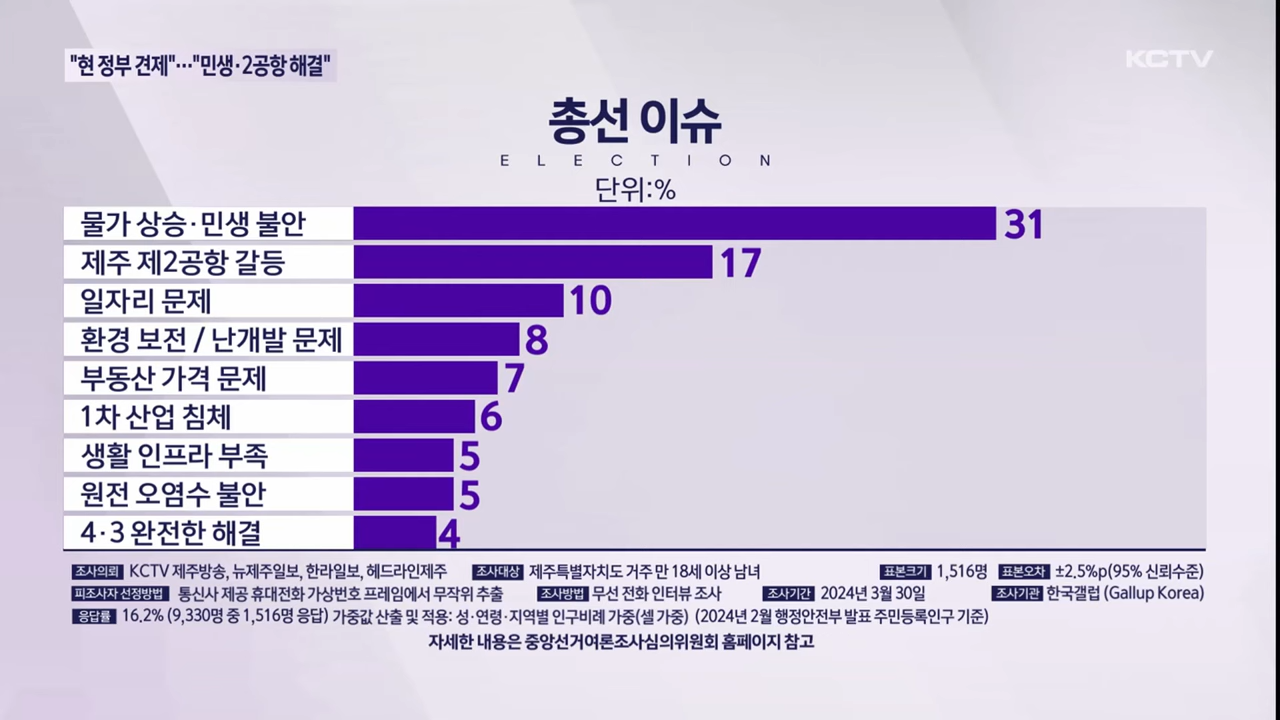 "현 정부 견제"…"민생·2공항 해결"
KCTV
총선 이슈
ELECTION
단위:%
물가 상승·민생 불안 31
제주 제2공항 갈등 17
일자리 문제 10
환경 보전 / 난개발 문제 8
부동산 가격 문제 7
1차 산업 침체 6
생활 인프라 부족 5
원전 오염수 불안 5
4·3 완전한 해결 4
조사의뢰 KCTV 제주방송, 뉴제주일보, 한라일보, 헤드라인제주 조사대상 제주특별자치도 거주 만 18세 이상 남녀 표본크기 1,516명 표본오차 ±2.5%p(95% 신뢰수준)
피조사자 선정방법 통신사 제공 휴대전화 가상번호 프레임에서 무작위 추출 조사방법 무선 전화 인터뷰 조사 조사기간 2024년 3월 30일 조사기관 한국갤럽 (Gallup Korea)
응답률 16.2% (9,330명 중 1,516명 응답) 가중값 산출 및 적용: 성·연령·지역별 인구비례 가중(셀 가중) (2024년 2월 행정안전부 발표 주민등록인구 기준)
자세한 내용은 중앙선거여론조사심의위원회 홈페이지 참고